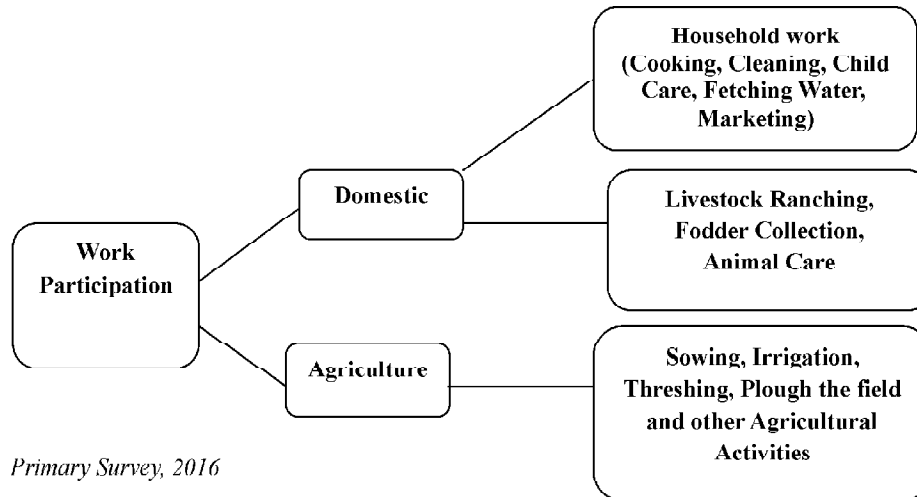 Household work
(Cooking, Cleaning, Child
Care, Fetching Water,
Marketing)
Domestic
Livestock Ranching,
Fodder Collection,
Animal Care
Work
Participation
Agriculture
Sowing, Irrigation,
Threshing, Plough the field
and other Agricultural
Activities
Primary Survey, 2016